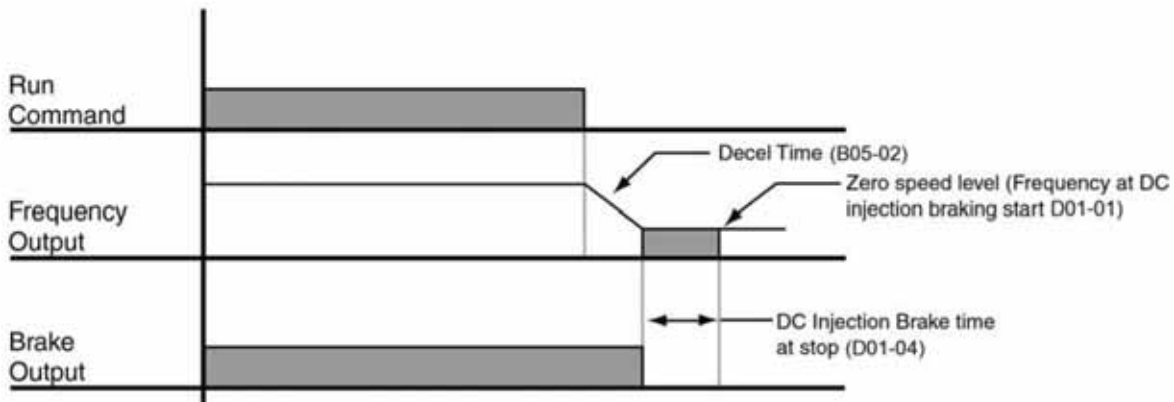 Run
Command
Decel Time (B05-02)
Zero speed level (Frequency at DC
injection braking start D01-01)
Frequency
Output
DC Injection Brake time
at stop (D01-04)
Brake
Output